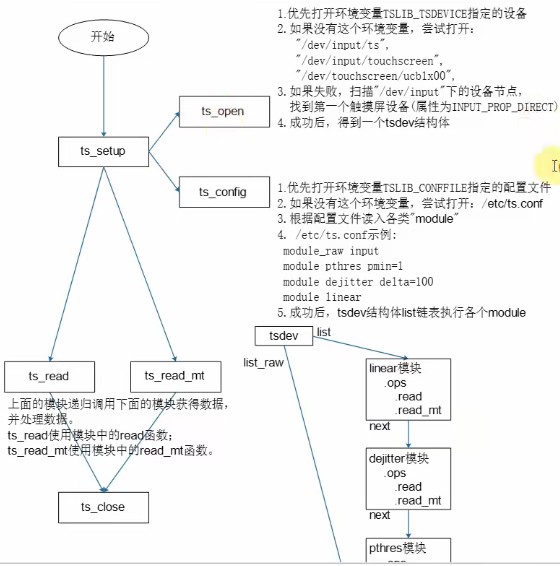 开始
1.优先打开环境变量TSLIB_TSDEVICE指定的设备
2.如果没有这个环境变量，尝试打开：
"/dev/input/ts",
"/dev/input/touchscreen",
"/dev/touchscreen/ucb1x00",
3.如果失败，扫描"/dev/input"下的设备节点，
找到第一个触摸屏设备(属性为INPUT_PROP_DIRECT)
4.成功后，得到一个tsdev结构体
ts_open
ts_setup
ts_config
1.优先打开环境变量TSLIB_CONFFILE指定的配置文件
2.如果没有这个环境变量，尝试打开：/etc/ts.conf
3.根据配置文件读入各类"module"
4. /etc/ts.conf示例:
module_raw input
module pthres pmin=1
module dejitter delta=100
module linear
5.成功后，tsdev结构体list链表执行各个module
tsdev
list
list_raw
ts_read
ts_read_mt
上面的模块递归调用下面的模块获得数据，
并处理数据。
ts_read使用模块中的read函数;
ts_read_mt使用模块中的read_mt函数。
ts_close
linear模块
.ops
.read
.read_mt
next
dejitter模块
.ops
.read
.read_mt
next
pthres模块